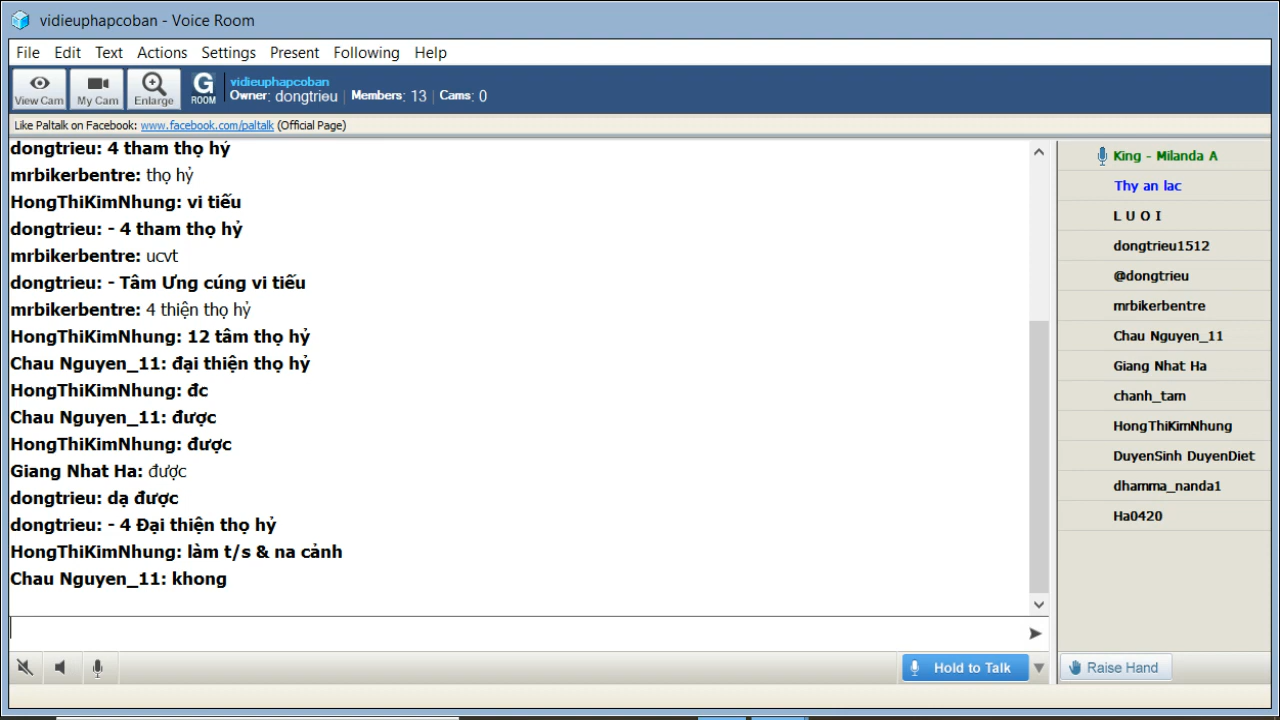 vidieuphapcoban - Voice Room
File Edit Text Actions Settings Present Following Help
View Cam My Cam Enlarge G ROOM
vidieuphapcoban
Owner: dongtrieu Members: 13 Cams: 0
Like Paltalk on Facebook: www.facebook.com/paltalk (Official Page)
dongtrieu: 4 tham thọ hý
mrbikerbentre: thọ hỷ
HongThiKimNhung: vi tiếu
dongtrieu: - 4 tham thọ hỷ
mrbikerbentre: ucvt
dongtrieu: - Tâm Ưng cúng vi tiếu
mrbikerbentre: 4 thiện thọ hỷ
HongThiKimNhung: 12 tâm thọ hỷ
Chau Nguyen_11: đại thiện thọ hỷ
HongThiKimNhung: đc
Chau Nguyen_11: được
HongThiKimNhung: được
Giang Nhat Ha: được
dongtrieu: dạ được
dongtrieu: - 4 Đại thiện thọ hỷ
HongThiKimNhung: làm t/s & na cảnh
Chau Nguyen_11: khong
Hold to Talk
King - Milanda A
Thy an lac
L U O I
dongtrieu1512
@dongtrieu
mrbikerbentre
Chau Nguyen_11
Giang Nhat Ha
chanh_tam
HongThiKimNhung
DuyenSinh DuyenDiet
dhamma_nanda1
Ha0420
Raise Hand